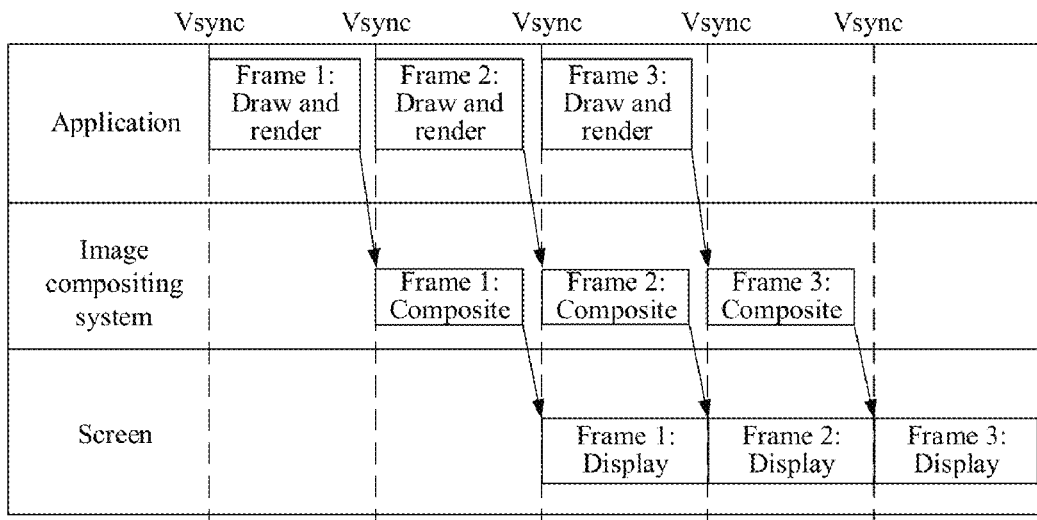 Vsync Vsync Vsync Vsync Vsync
Application
Frame 1:
Draw and
render
Frame 2:
Draw and
render
Frame 3:
Draw and
render
Image
compositing
system
Frame 1:
Composite
Frame 2:
Composite
Frame 3:
Composite
Screen
Frame 1:
Display
Frame 2:
Display
Frame 3:
Display